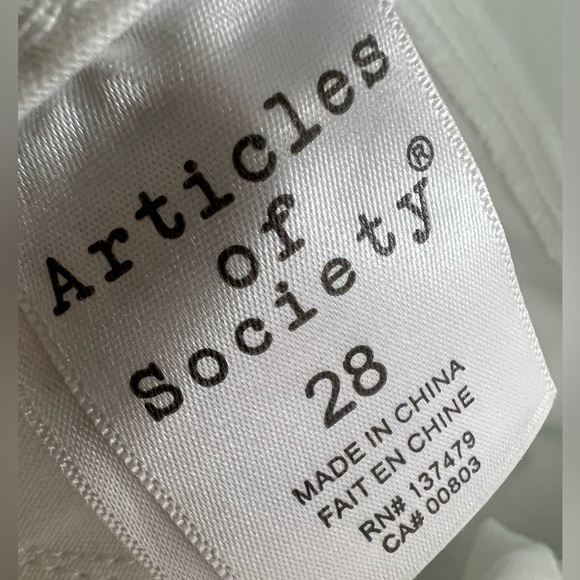 Articles
of
Society®
28
MADE IN CHINA
FAIT EN CHINE
RN# 137479
CA# 00803